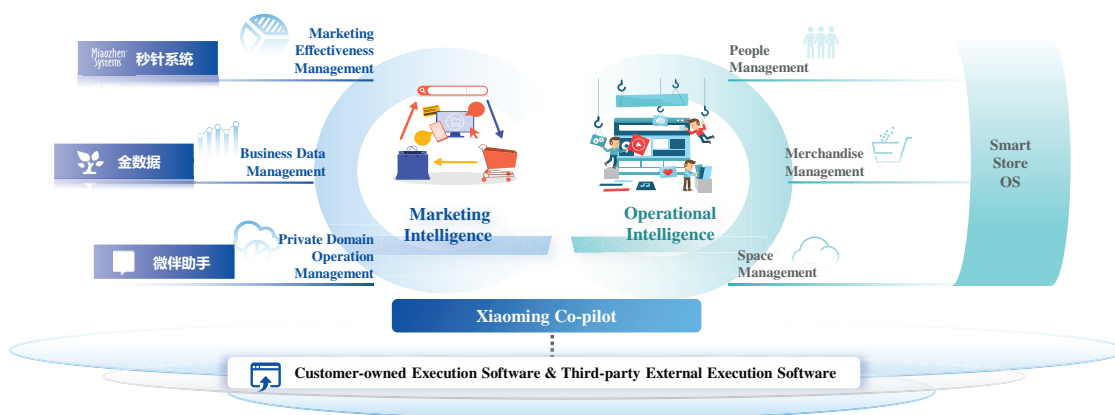 Miaozhen
Systems
秒针系统
Marketing
Effectiveness
Management
金数据
Business Data
Management
微伴助手
Private Domain
Operation
Management
Marketing
Intelligence
Operational
Intelligence
People
Management
Merchandise
Management
Space
Management
Smart
Store
OS
Xiaoming Co-pilot
Customer-owned Execution Software & Third-party External Execution Software